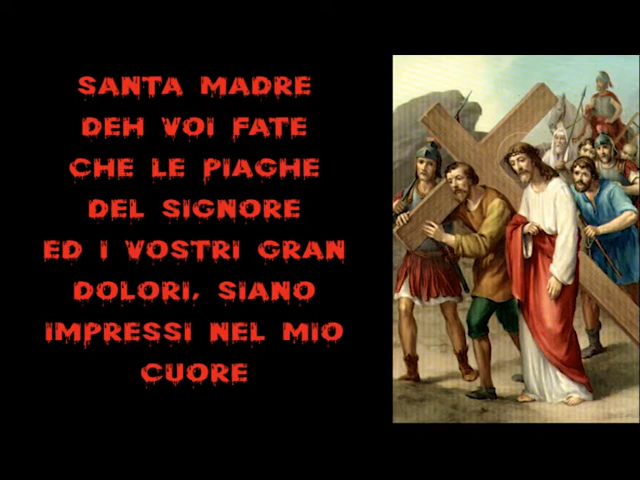 SANTA MADRE
DEH VOI FATE
CHE LE PIAGHE
DEL SIGNORE
ED I VOSTRI GRAN
DOLORI, SIANO
IMPRESSI NEL MIO
CUORE